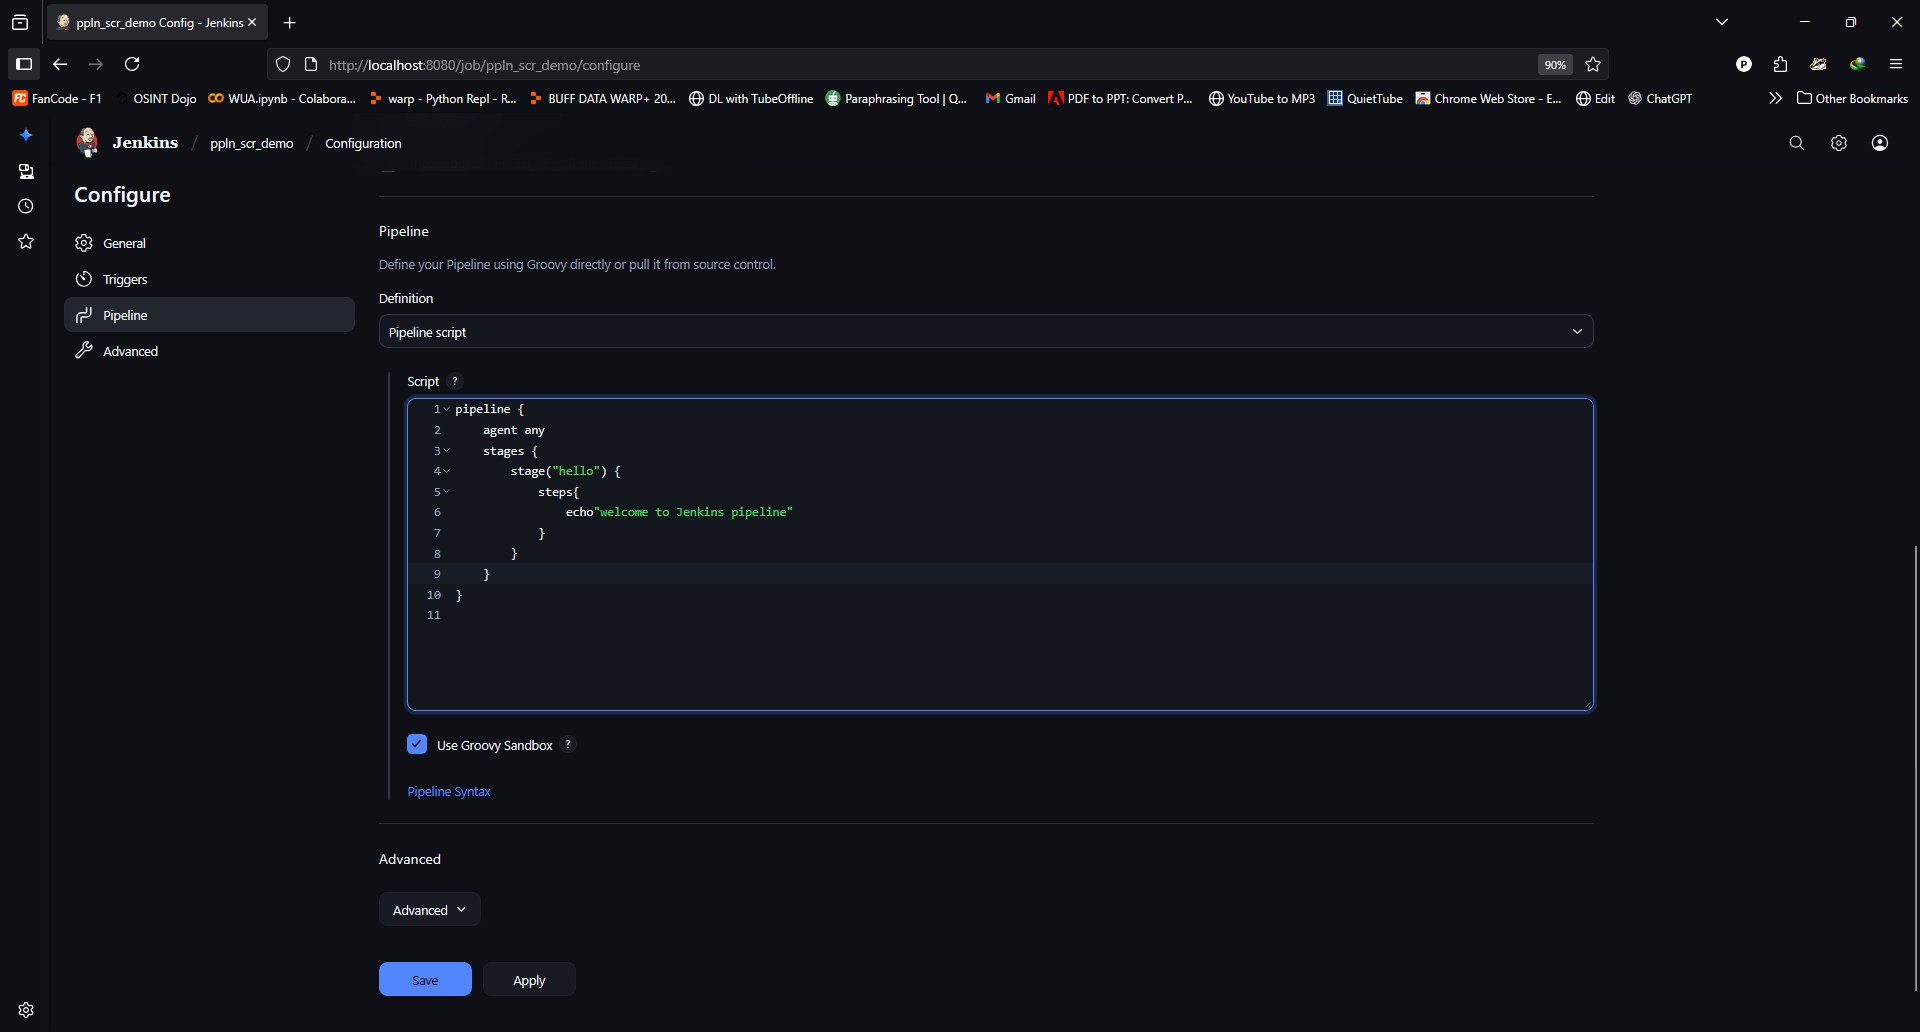 ppln_scr_demo Config - Jenkins
http://localhost:8080/job/ppln_scr_demo/configure
90%
P
FC FanCode - F1
OSINT Dojo
WUA.ipynb - Colabora...
warp - Python Repl - R...
BUFF DATA WARP+ 20...
DL with TubeOffline
Paraphrasing Tool | Q...
Gmail
PDF to PPT: Convert P...
YouTube to MP3
QuietTube
Chrome Web Store - E...
Edit
ChatGPT
Other Bookmarks
Jenkins / ppln_scr_demo / Configuration
Configure
General
Triggers
Pipeline
Advanced
Pipeline
Define your Pipeline using Groovy directly or pull it from source control.
Definition
Pipeline script
Script ?
1 pipeline {
2     agent any
3     stages {
4         stage("hello") {
5             steps{
6                 echo"welcome to Jenkins pipeline"
7             }
8         }
9     }
10 }
11
Use Groovy Sandbox ?
Pipeline Syntax
Advanced
Advanced
Save
Apply